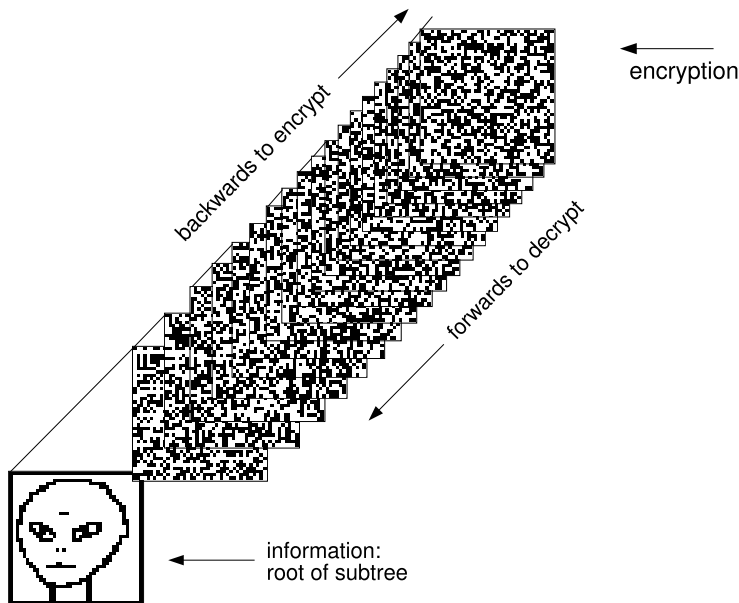 encryption
backwards to encrypt
forwards to decrypt
information:
root of subtree